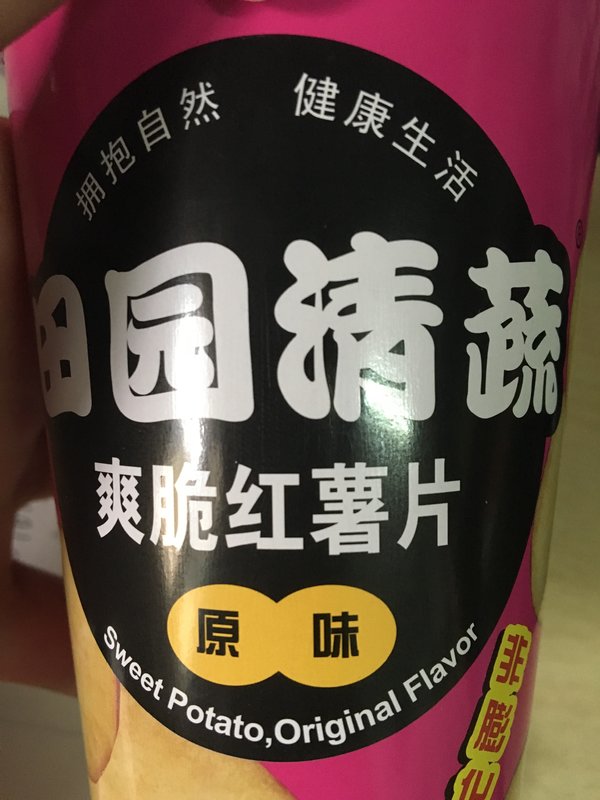 拥抱自然 健康生活
田园清蔬®
爽脆红薯片
原味
Sweet Potato,Original Flavor
非膨化